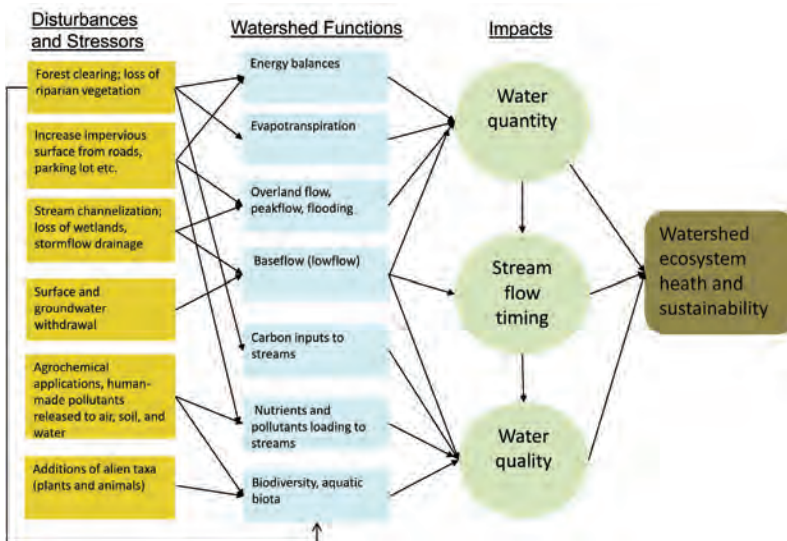 Disturbances
and Stressors
Watershed Functions
Impacts
Forest clearing; loss of
riparian vegetation
Increase impervious
surface from roads,
parking lot etc.
Stream channelization;
loss of wetlands,
stormflow drainage
Surface and
groundwater
withdrawal
Agrochemical
applications, human-
made pollutants
released to air, soil, and
water
Additions of alien taxa
(plants and animals)
Energy balances
Evapotranspiration
Overland flow,
peakflow, flooding
Baseflow (lowflow)
Carbon inputs to
streams
Nutrients and
pollutants loading to
streams
Biodiversity, aquatic
biota
Water
quantity
Stream
flow
timing
Water
quality
Watershed
ecosystem
heath and
sustainability